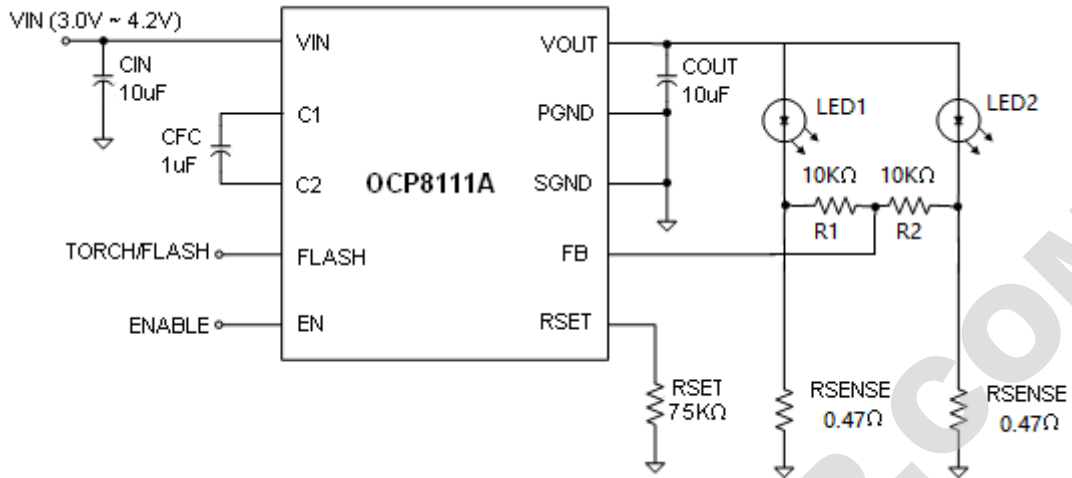 VIN (3.0V ~ 4.2V)
CIN
10uF
CFC
1uF
TORCH/FLASH
ENABLE
VIN
C1
C2
FLASH
EN
OCP8111A
VOUT
PGND
SGND
FB
RSET
COUT
10uF
LED1
LED2
10KΩ
10KΩ
R1
R2
RSET
75KΩ
RSENSE
0.47Ω
RSENSE
0.47Ω